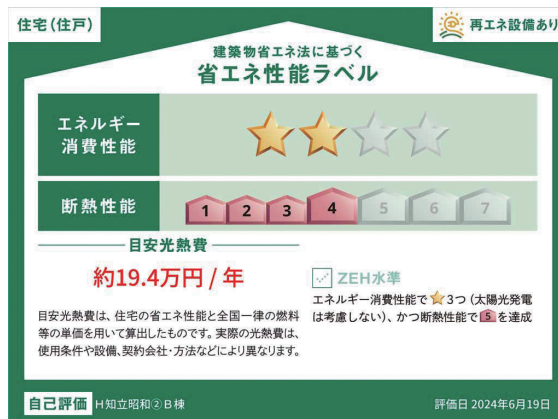 住宅(住戸)
再エネ設備あり
建築物省エネ法に基づく
省エネ性能ラベル
エネルギー
消費性能
断熱性能
1 2 3 4 5 6 7
目安光熱費
約19.4万円/年
目安光熱費は、住宅の省エネ性能と全国一律の燃料
等の単価を用いて算出したものです。実際の光熱費は、
使用条件や設備、契約会社・方法などにより異なります。
ZEH水準
エネルギー消費性能で3つ(太陽光発電
は考慮しない)、かつ断熱性能で5を達成
自己評価 H知立昭和②B棟
評価日 2024年6月19日